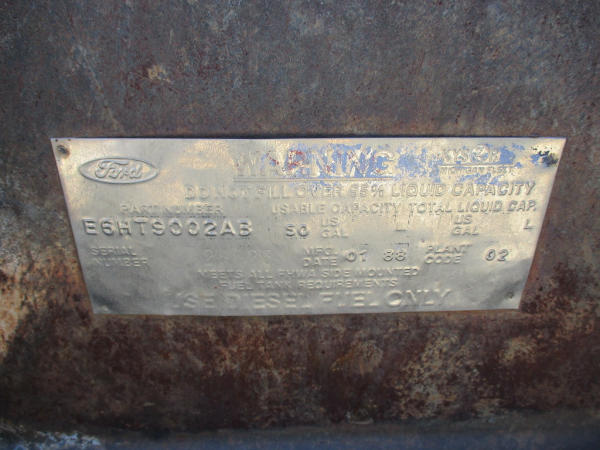 Ford WARNING
DO NOT FILL OVER 95% LIQUID CAPACITY
PART NUMBER USABLE CAPACITY TOTAL LIQUID CAP.
E6HT9002AB 50 US GAL L US GAL L
SERIAL NUMBER MFG. DATE 01 88 PLANT CODE 02
MEETS ALL FHWA SIDE MOUNTED
FUEL TANK REQUIREMENTS
USE DIESEL FUEL ONLY